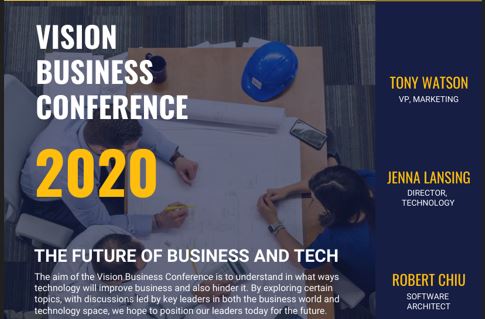 VISION
BUSINESS
CONFERENCE
2020
THE FUTURE OF BUSINESS AND TECH
The aim of the Vision Business Conference is to understand in what ways
technology will improve business and also hinder it. By exploring certain
topics, with discussions led by key leaders in both the business world and
technology space, we hope to position our leaders today for the future.
TONY WATSON
VP, MARKETING
JENNA LANSING
DIRECTOR,
TECHNOLOGY
ROBERT CHIU
SOFTWARE
ARCHITECT